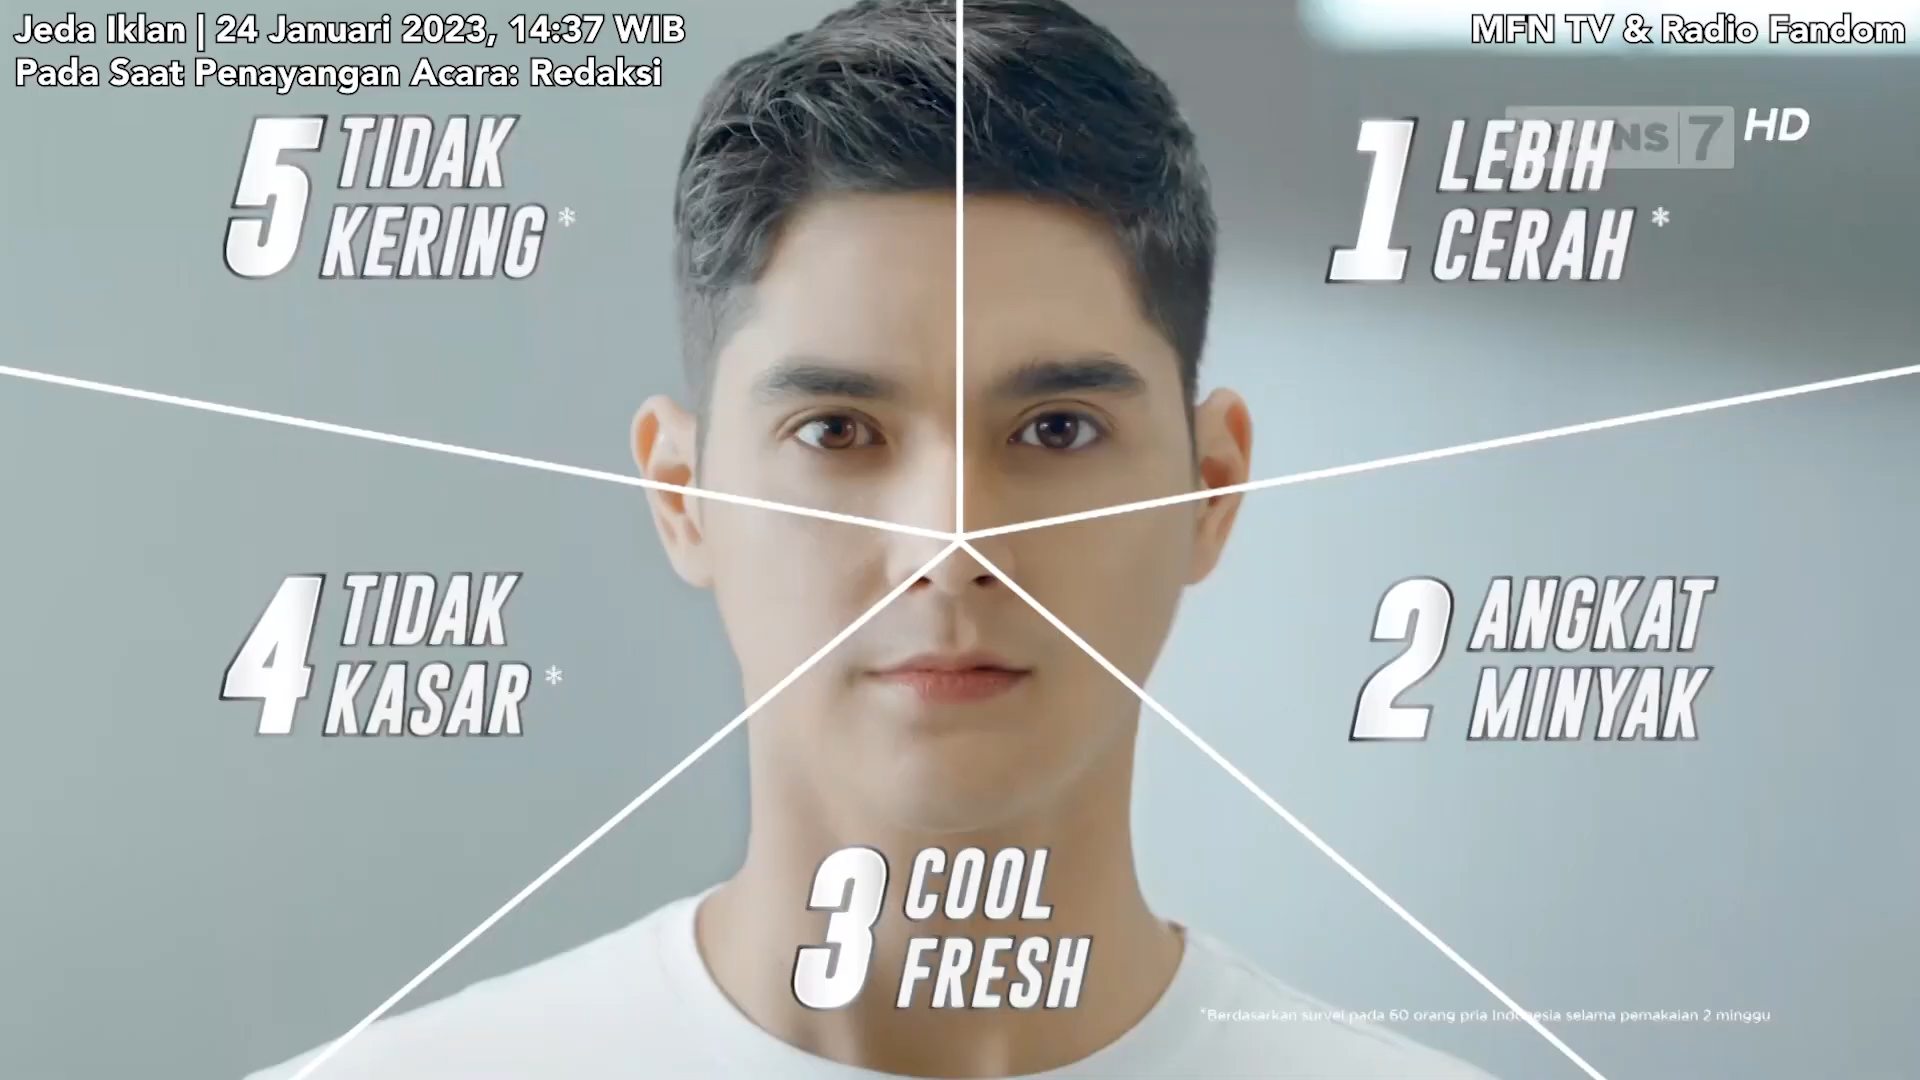 Jeda Iklan | 24 Januari 2023, 14:37 WIB
Pada Saat Penayangan Acara: Redaksi
MFN TV & Radio Fandom
7 HD
1 LEBIH
CERAH *
2 ANGKAT
MINYAK
3 COOL
FRESH
4 TIDAK
KASAR *
5 TIDAK
KERING *
*Berdasarkan survei pada 60 orang pria Indonesia selama pemakaian 2 minggu